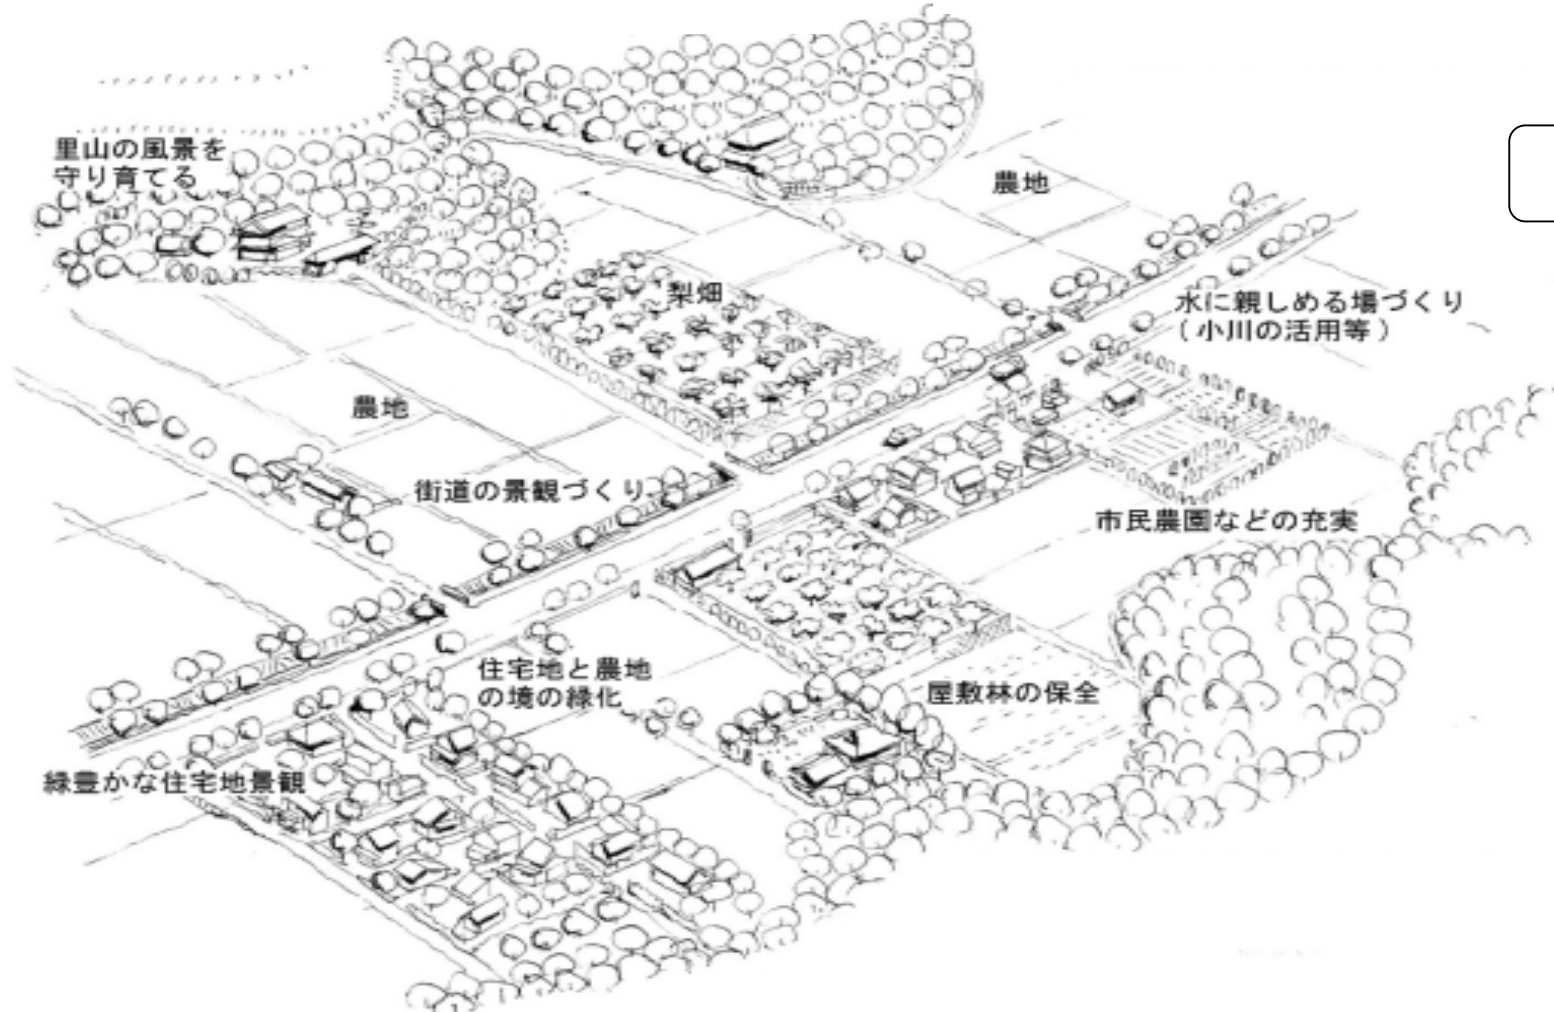 里山の風景を
守り育てる
農地
梨畑
水に親しめる場づくり
(小川の活用等)
農地
街道の景観づくり
市民農園などの充実
住宅地と農地
の境の緑化
屋敷林の保全
緑豊かな住宅地景観